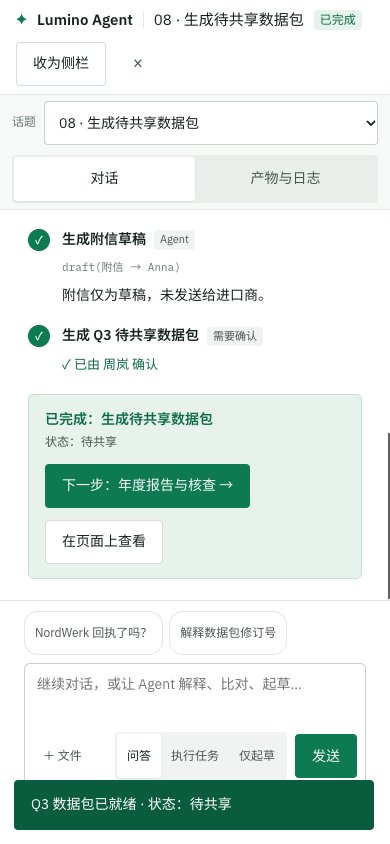 ✦ Lumino Agent 08 · 生成待共享数据包 已完成
收为侧栏 ×
话题 08 · 生成待共享数据包
对话 产物与日志
✓ 生成附信草稿 Agent
draft(附信 → Anna)
附信仅为草稿，未发送给进口商。
✓ 生成 Q3 待共享数据包 需要确认
✓ 已由 周岚 确认
已完成：生成待共享数据包
状态：待共享
下一步：年度报告与核查 →
在页面上查看
NordWerk 回执了吗？ 解释数据包修订号
继续对话，或让 Agent 解释、比对、起草…
＋ 文件 问答 执行任务 仅起草 发送
Q3 数据包已就绪 · 状态：待共享